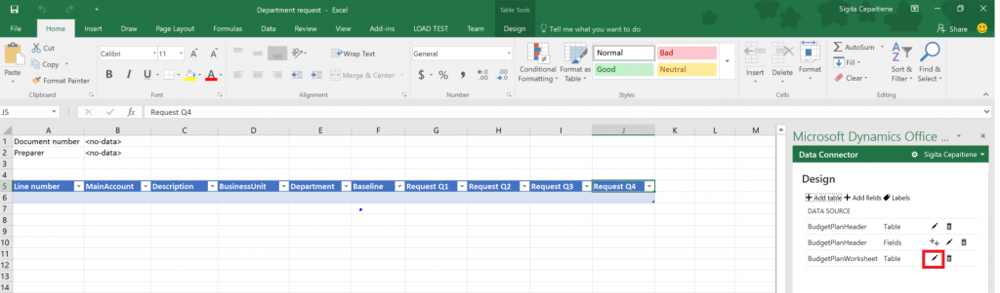 Department request - Excel
Table Tools
Sigita Cepaitiene
File Home Insert Draw Page Layout Formulas Data Review View Add-ins LOAD TEST Team Design Tell me what you want to do Share
Paste
Cut
Copy
Format Painter
Clipboard
Calibri 11
B I U
A A
Font
Wrap Text
Merge & Center
Alignment
General
$ % ,
Number
Conditional Formatting
Format as Table
Normal Bad
Good Neutral
Styles
Insert Delete Format
Cells
AutoSum
Fill
Clear
Sort & Filter
Find & Select
Editing
J5 fx Request Q4
A B C D E F G H I J K L M
1 Document number <no-data>
2 Preparer <no-data>
3
4
5 Line number MainAccount Description BusinessUnit Department Baseline Request Q1 Request Q2 Request Q3 Request Q4
6
7
8
9
10
11
12
13
14
Microsoft Dynamics Office ...
Data Connector Sigita Cepaitiene
Design
Add table Add fields Labels
DATA SOURCE
BudgetPlanHeader Table
BudgetPlanHeader Fields
BudgetPlanWorksheet Table